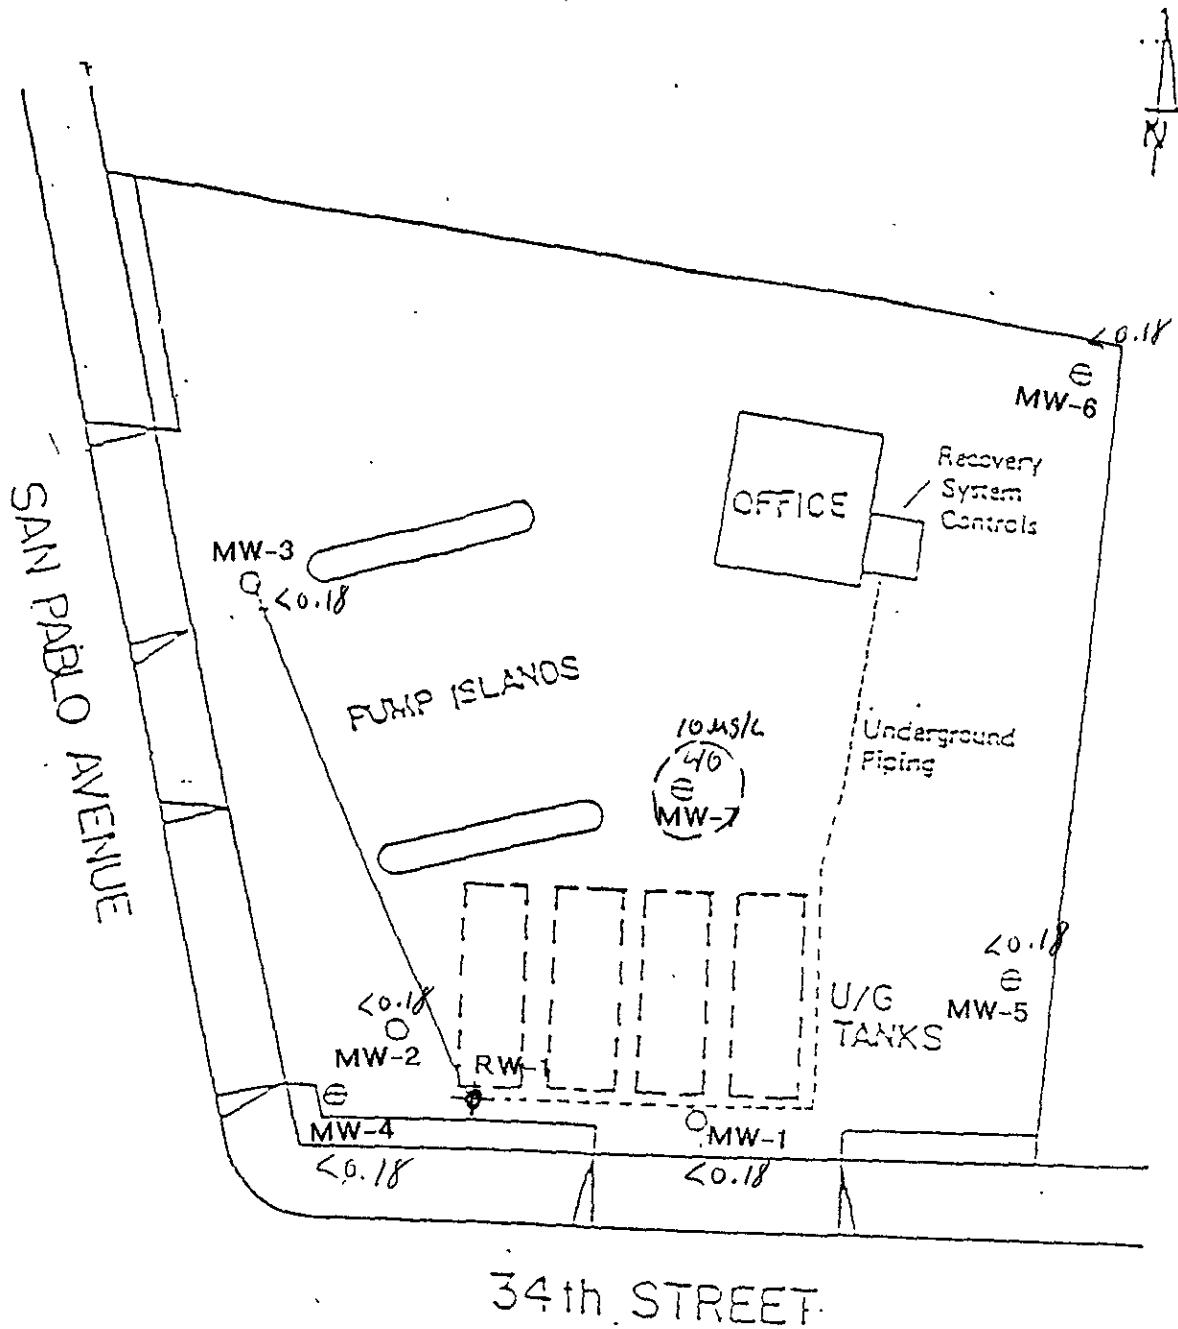 N
<0.18
MW-6
OFFICE
Recovery
System
Controls
MW-3
<0.18
SAN PABLO AVENUE
PUMP ISLANDS
10 µg/L
40
MW-7
Underground
Piping
<0.18
MW-5
U/G
TANKS
<0.18
MW-2
RW-1
MW-4
<0.18
MW-1
<0.18
34th STREET